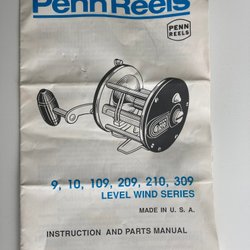 Penn Reels
PENN
REELS
9, 10, 109, 209, 210, 309
LEVEL WIND SERIES
MADE IN U. S. A.
INSTRUCTION AND PARTS MANUAL